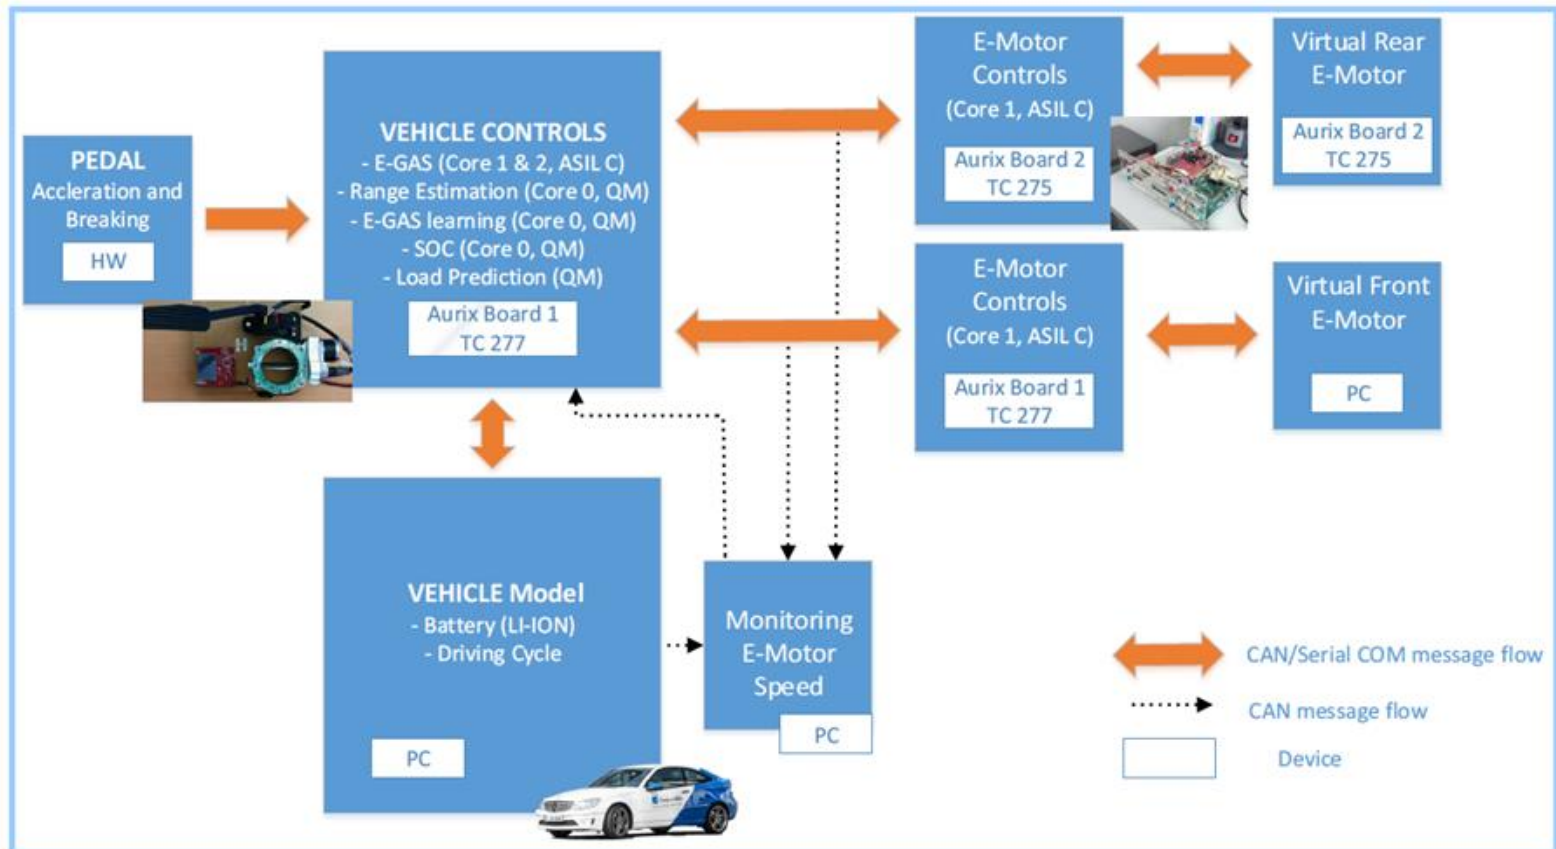 PEDAL
Accleration and
Breaking
HW
VEHICLE CONTROLS
- E-GAS (Core 1 & 2, ASIL C)
- Range Estimation (Core 0, QM)
- E-GAS learning (Core 0, QM)
- SOC (Core 0, QM)
- Load Prediction (QM)
Aurix Board 1
TC 277
E-Motor
Controls
(Core 1, ASIL C)
Aurix Board 2
TC 275
Virtual Rear
E-Motor
Aurix Board 2
TC 275
E-Motor
Controls
(Core 1, ASIL C)
Aurix Board 1
TC 277
Virtual Front
E-Motor
PC
VEHICLE Model
- Battery (LI-ION)
- Driving Cycle
PC
Monitoring
E-Motor
Speed
PC
CAN/Serial COM message flow
CAN message flow
Device